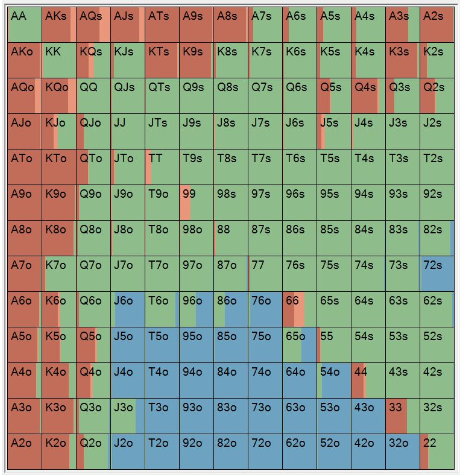 AA AKs AQs AJs ATs A9s A8s A7s A6s A5s A4s A3s A2s
AKo KK KQs KJs KTs K9s K8s K7s K6s K5s K4s K3s K2s
AQo KQo QQ QJs QTs Q9s Q8s Q7s Q6s Q5s Q4s Q3s Q2s
AJo KJo QJo JJ JTs J9s J8s J7s J6s J5s J4s J3s J2s
ATo KTo QTo JTo TT T9s T8s T7s T6s T5s T4s T3s T2s
A9o K9o Q9o J9o T9o 99 98s 97s 96s 95s 94s 93s 92s
A8o K8o Q8o J8o T8o 98o 88 87s 86s 85s 84s 83s 82s
A7o K7o Q7o J7o T7o 97o 87o 77 76s 75s 74s 73s 72s
A6o K6o Q6o J6o T6o 96o 86o 76o 66 65s 64s 63s 62s
A5o K5o Q5o J5o T5o 95o 85o 75o 65o 55 54s 53s 52s
A4o K4o Q4o J4o T4o 94o 84o 74o 64o 54o 44 43s 42s
A3o K3o Q3o J3o T3o 93o 83o 73o 63o 53o 43o 33 32s
A2o K2o Q2o J2o T2o 92o 82o 72o 62o 52o 42o 32o 22